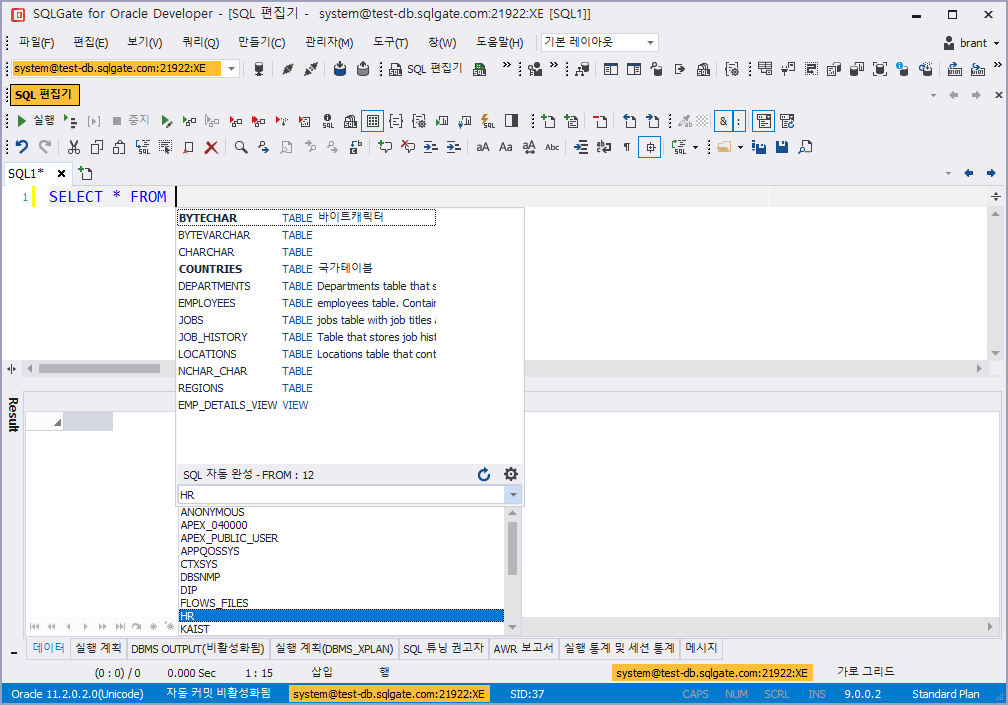 SQLGate for Oracle Developer - [SQL 편집기 - system@test-db.sqlgate.com:21922:XE [SQL1]]
파일(F) 편집(E) 보기(V) 쿼리(Q) 만들기(C) 관리자(M) 도구(T) 창(W) 도움말(H) 기본 레이아웃 brant
system@test-db.sqlgate.com:21922:XE SQL 편집기
SQL 편집기
실행 중지
SQL1*
1 SELECT * FROM
BYTECHAR TABLE 바이트캐릭터
BYTEVARCHAR TABLE
CHARCHAR TABLE
COUNTRIES TABLE 국가테이블
DEPARTMENTS TABLE Departments table that s
EMPLOYEES TABLE employees table. Contain
JOBS TABLE jobs table with job titles a
JOB_HISTORY TABLE Table that stores job hist
LOCATIONS TABLE Locations table that cont
NCHAR_CHAR TABLE
REGIONS TABLE
EMP_DETAILS_VIEW VIEW
Result
SQL 자동 완성 - FROM : 12
HR
ANONYMOUS
APEX_040000
APEX_PUBLIC_USER
APPQOSSYS
CTXSYS
DBSNMP
DIP
FLOWS_FILES
HR
KAIST
데이터 실행 계획 DBMS OUTPUT(비활성화됨) 실행 계획(DBMS_XPLAN) SQL 튜닝 권고자 AWR 보고서 실행 통계 및 세션 통계 메시지
(0 : 0) / 0 0.000 Sec 1 : 15 삽입 행 system@test-db.sqlgate.com:21922:XE 가로 그리드
Oracle 11.2.0.2.0(Unicode) 자동 커밋 비활성화됨 system@test-db.sqlgate.com:21922:XE SID:37 CAPS NUM SCRL INS 9.0.0.2 Standard Plan